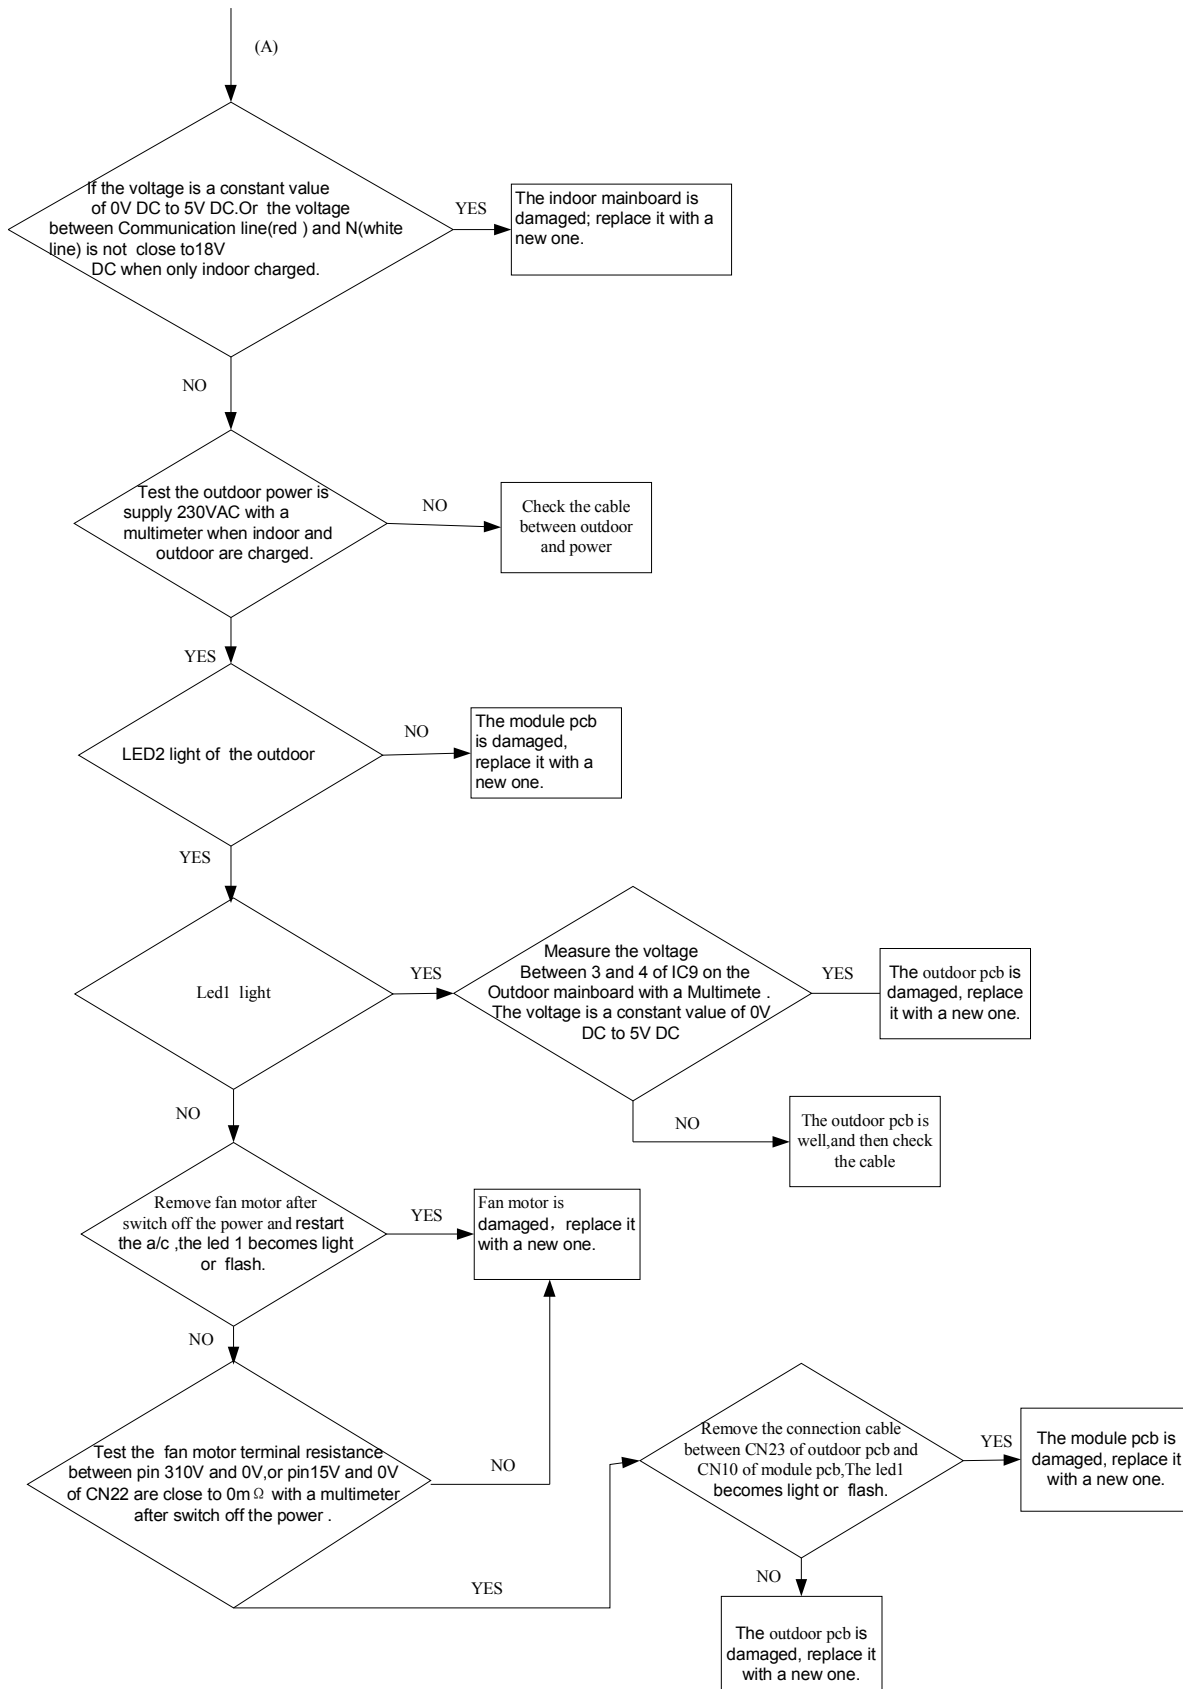 (A)
If the voltage is a constant value
of 0V DC to 5V DC.Or the voltage
between Communication line(red ) and N(white
line) is not close to18V
DC when only indoor charged.
YES
The indoor mainboard is
damaged; replace it with a
new one.
NO
Test the outdoor power is
supply 230VAC with a
multimeter when indoor and
outdoor are charged.
NO
Check the cable
between outdoor
and power
YES
LED2 light of the outdoor
NO
The module pcb
is damaged,
replace it with a
new one.
YES
Led1 light
YES
Measure the voltage
Between 3 and 4 of IC9 on the
Outdoor mainboard with a Multimete .
The voltage is a constant value of 0V
DC to 5V DC
YES
The outdoor pcb is
damaged, replace
it with a new one.
NO
The outdoor pcb is
well,and then check
the cable
NO
Remove fan motor after
switch off the power and restart
the a/c ,the led 1 becomes light
or flash.
YES
Fan motor is
damaged，replace it
with a new one.
NO
Test the fan motor terminal resistance
between pin 310V and 0V,or pin15V and 0V
of CN22 are close to 0mΩ with a multimeter
after switch off the power .
NO
YES
Remove the connection cable
between CN23 of outdoor pcb and
CN10 of module pcb,The led1
becomes light or flash.
YES
The module pcb is
damaged, replace it
with a new one.
NO
The outdoor pcb is
damaged, replace it
with a new one.